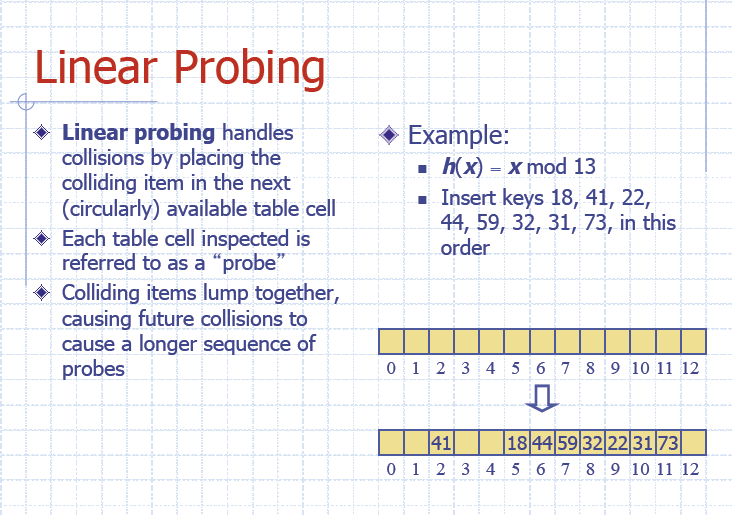 Linear Probing
Linear probing handles
collisions by placing the
colliding item in the next
(circularly) available table cell
Each table cell inspected is
referred to as a “probe”
Colliding items lump together,
causing future collisions to
cause a longer sequence of
probes
Example:
h(x) = x mod 13
Insert keys 18, 41, 22,
44, 59, 32, 31, 73, in this
order
0 1 2 3 4 5 6 7 8 9 10 11 12
41 18 44 59 32 22 31 73
0 1 2 3 4 5 6 7 8 9 10 11 12